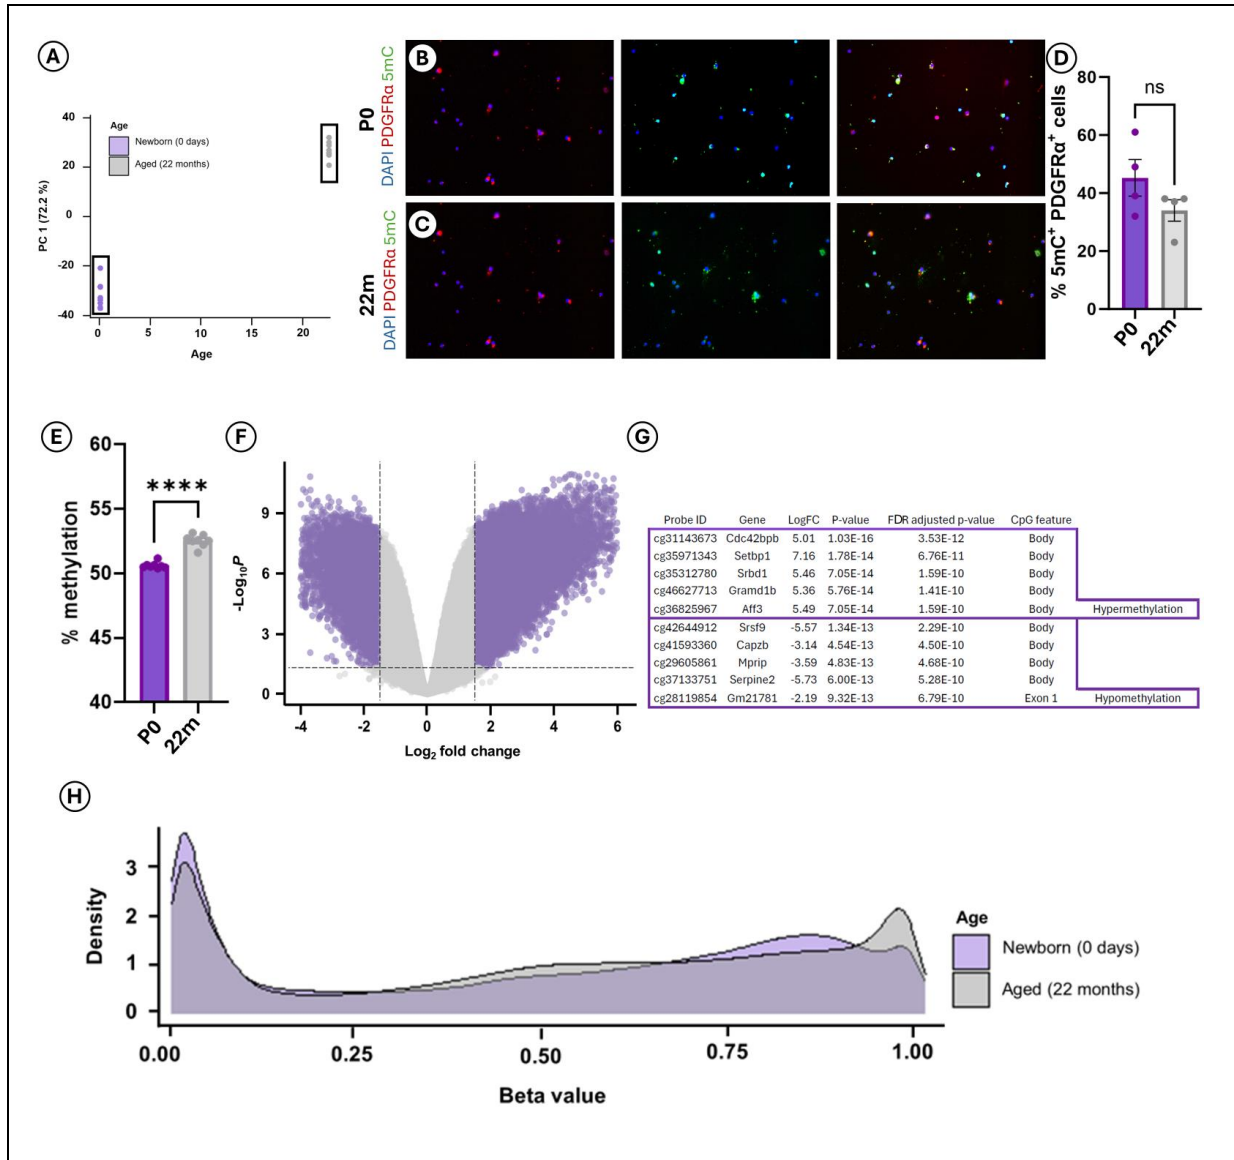 A
PC 1 (72.2 %)
40
20
0
-20
-40
Age
Newborn (0 days)
Aged (22 months)
0 5 10 15 20
Age
B
P0
DAPI PDGFRα 5mC
C
22m
DAPI PDGFRα 5mC
D
% 5mC⁺ PDGFRα⁺ cells
80
60
40
20
0
ns
P0 22m
E
% methylation
60
55
50
45
40
****
P0 22m
F
-Log₁₀P
9
6
3
0
-4 -2 0 2 4 6
Log₂ fold change
G
Probe ID Gene LogFC P-value FDR adjusted p-value CpG feature
cg31143673 Cdc42bpb 5.01 1.03E-16 3.53E-12 Body
cg35971343 Setbp1 7.16 1.78E-14 6.76E-11 Body
cg35312780 Srbd1 5.46 7.05E-14 1.59E-10 Body
cg46627713 Gramd1b 5.36 5.76E-14 1.41E-10 Body
cg36825967 Aff3 5.49 7.05E-14 1.59E-10 Body Hypermethylation
cg42644912 Srsf9 -5.57 1.34E-13 2.29E-10 Body
cg41593360 Capzb -3.14 4.54E-13 4.50E-10 Body
cg29605861 Mprip -3.59 4.83E-13 4.68E-10 Body
cg37133751 Serpine2 -5.73 6.00E-13 5.28E-10 Body
cg28119854 Gm21781 -2.19 9.32E-13 6.79E-10 Exon 1 Hypomethylation
H
Density
3
2
1
0
0.00 0.25 0.50 0.75 1.00
Beta value
Age
Newborn (0 days)
Aged (22 months)